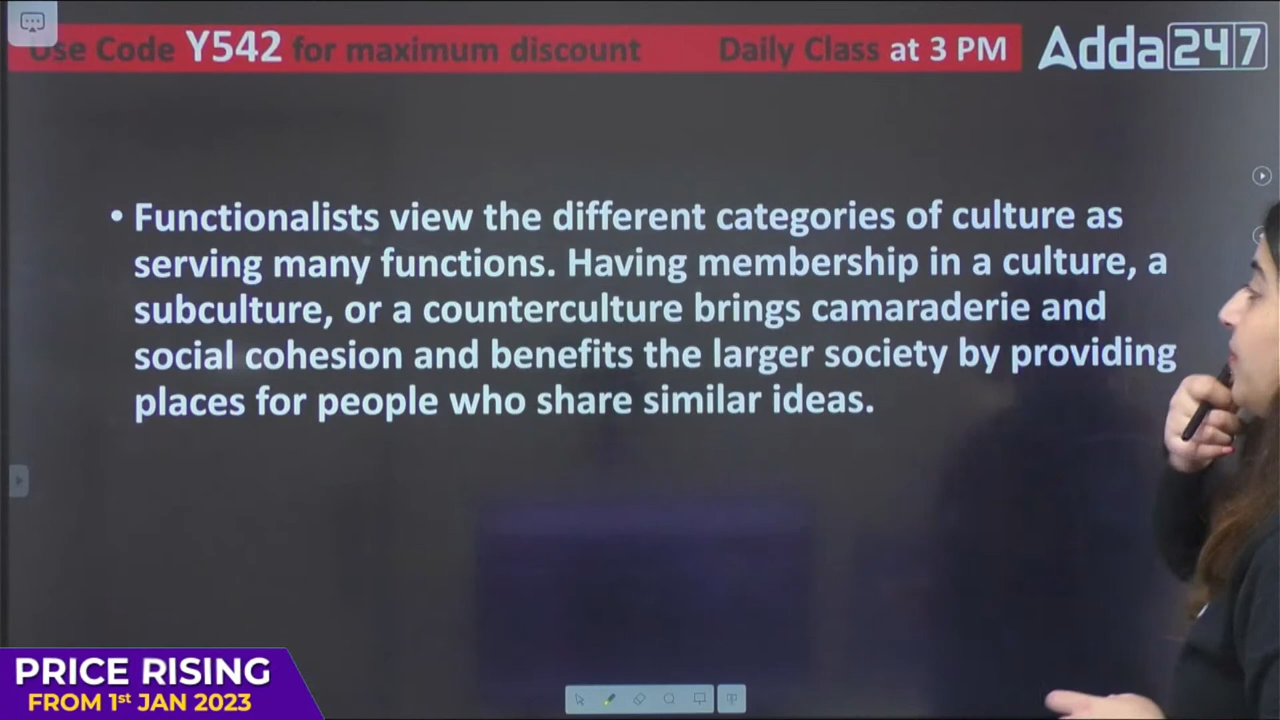 Use Code Y542 for maximum discount Daily Class at 3 PM Adda247
• Functionalists view the different categories of culture as
serving many functions. Having membership in a culture, a
subculture, or a counterculture brings camaraderie and
social cohesion and benefits the larger society by providing
places for people who share similar ideas.
PRICE RISING
FROM 1st JAN 2023